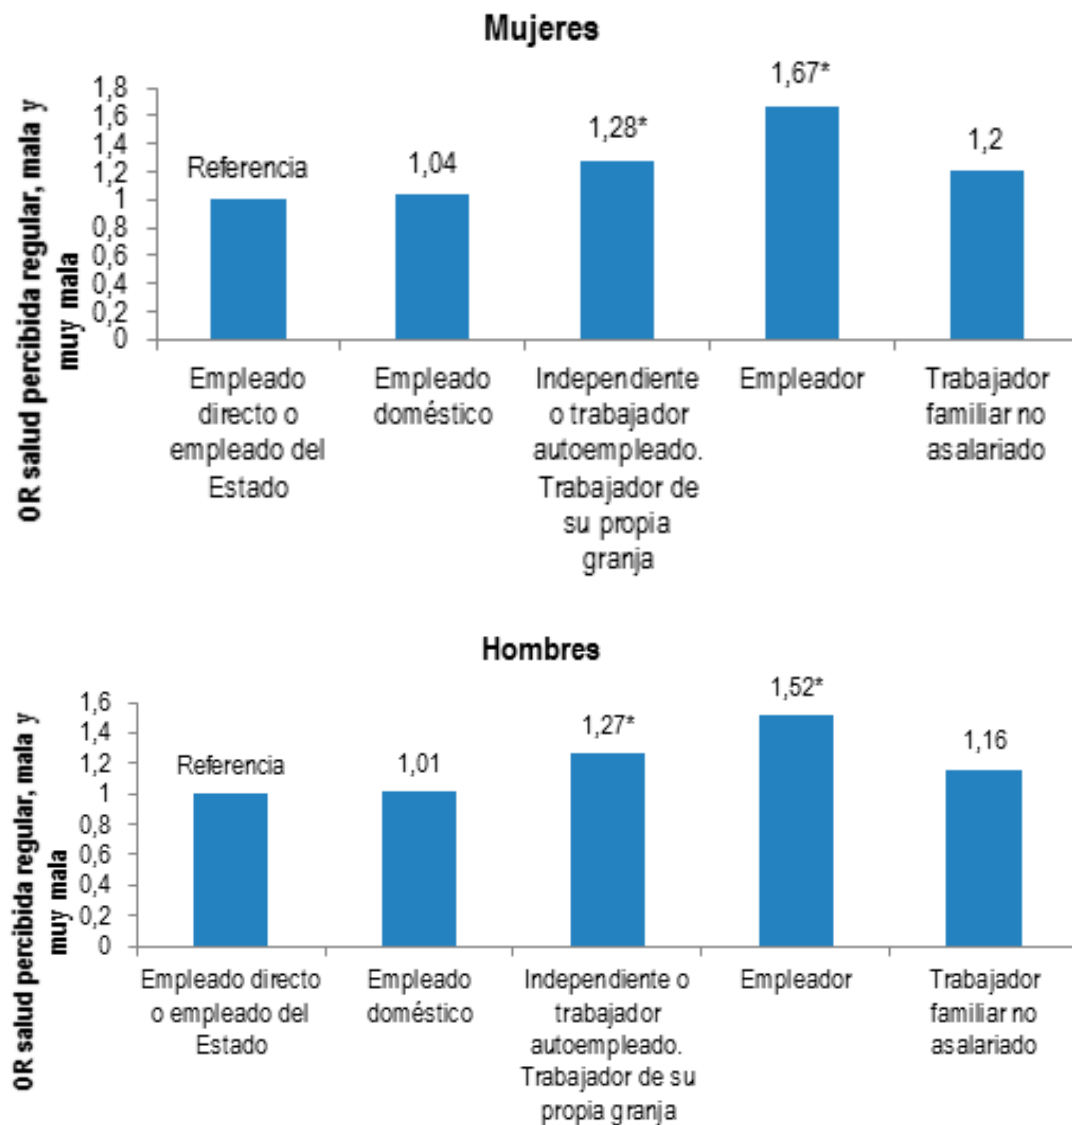 Mujeres
OR salud percibida regular, mala y
muy mala
1,8
1,6
1,4
1,2
1
0,8
0,6
0,4
0,2
0
Referencia
1,04
1,28*
1,67*
1,2
Empleado
directo o
empleado del
Estado
Empleado
doméstico
Independiente
o trabajador
autoempleado.
Trabajador de
su propia
granja
Empleador
Trabajador
familiar no
asalariado
Hombres
OR salud percibida regular, mala y
muy mala
1,6
1,4
1,2
1
0,8
0,6
0,4
0,2
0
Referencia
1,01
1,27*
1,52*
1,16
Empleado directo
o empleado del
Estado
Empleado
doméstico
Independiente o
trabajador
autoempleado.
Trabajador de su
propia granja
Empleador
Trabajador
familiar no
asalariado